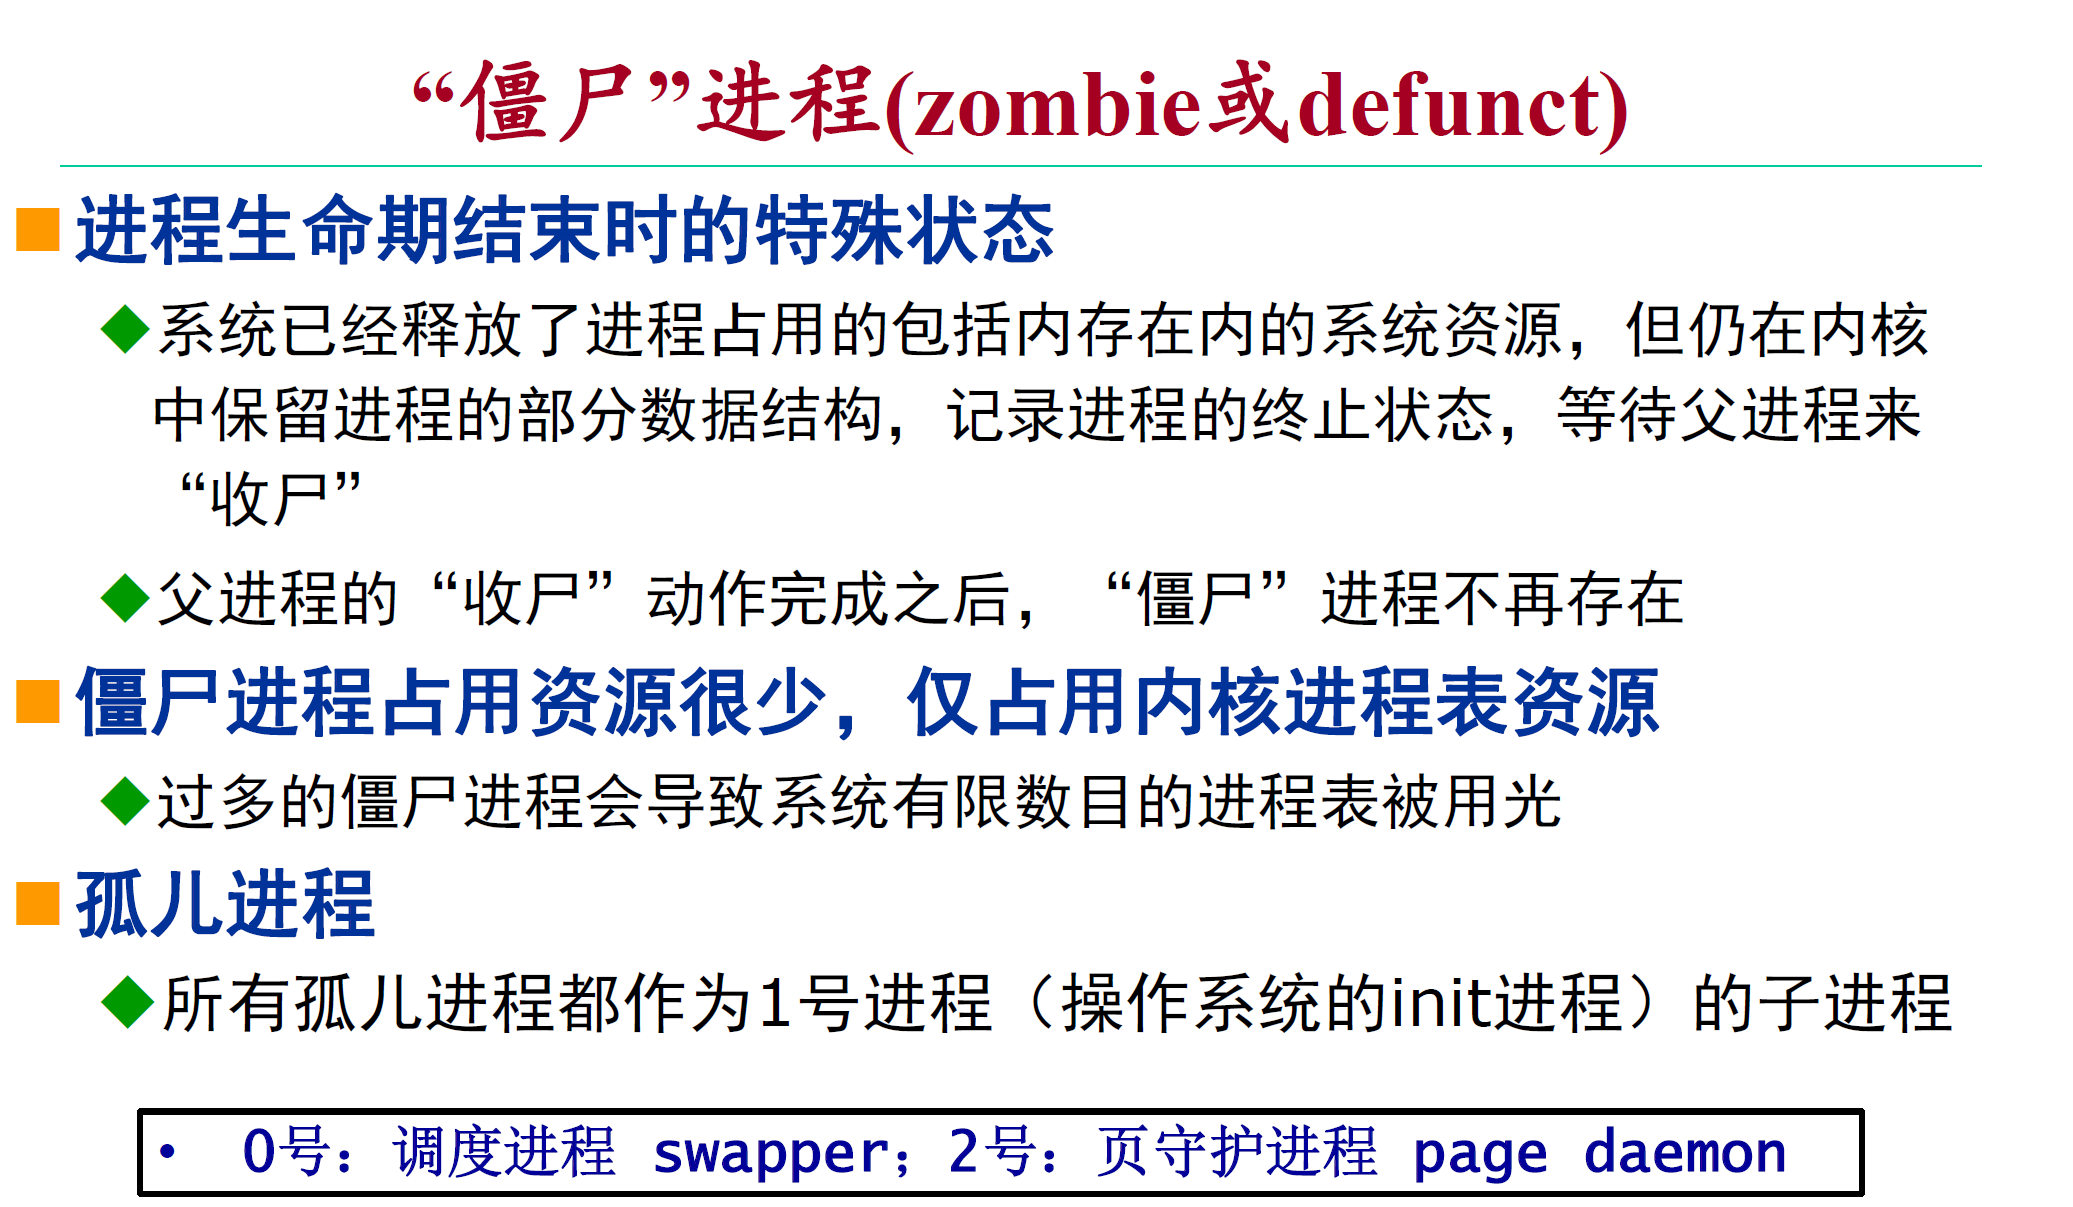 “僵尸”进程(zombie或defunct)
进程生命期结束时的特殊状态
系统已经释放了进程占用的包括内存在内的系统资源，但仍在内核
中保留进程的部分数据结构，记录进程的终止状态，等待父进程来
“收尸”
父进程的“收尸”动作完成之后，“僵尸”进程不再存在
僵尸进程占用资源很少，仅占用内核进程表资源
过多的僵尸进程会导致系统有限数目的进程表被用光
孤儿进程
所有孤儿进程都作为1号进程（操作系统的init进程）的子进程
• 0号：调度进程 swapper；2号：页守护进程 page daemon